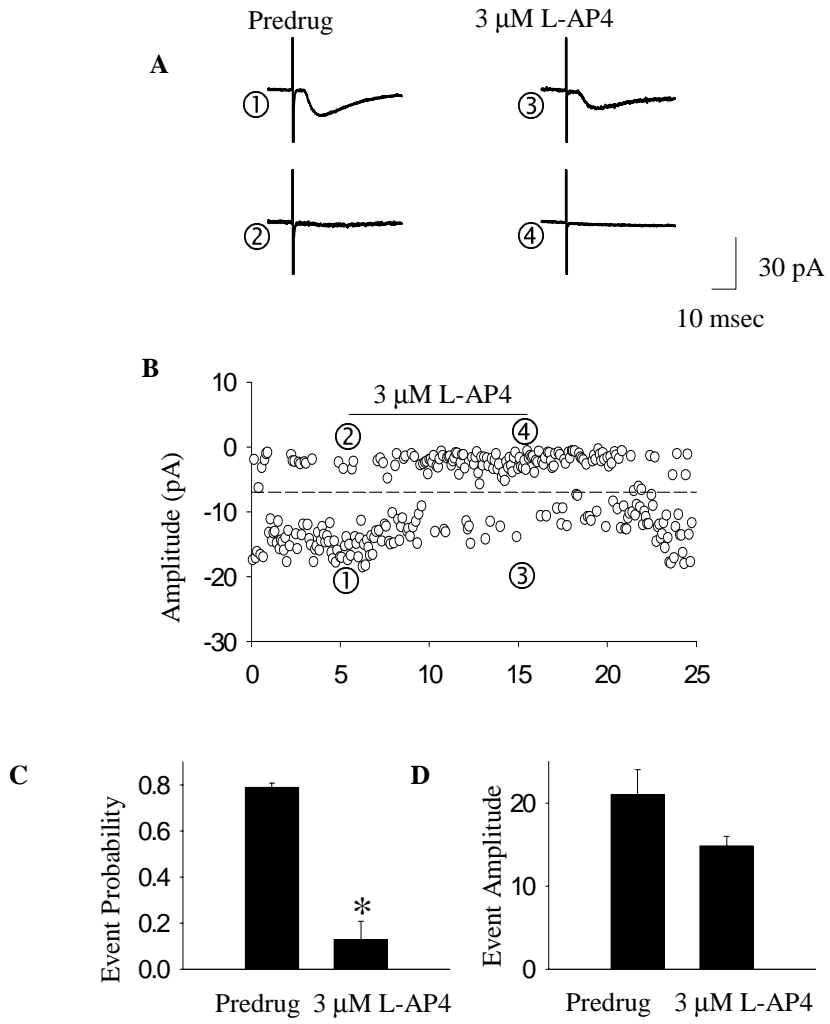 Predrug
3 μM L-AP4
A
①
③
②
④
30 pA
10 msec
B
3 μM L-AP4
②
④
①
③
Amplitude (pA)
10
0
-10
-20
-30
0 5 10 15 20 25
C
Event Probability
0.8
0.6
0.4
0.2
0.0
*
Predrug 3 μM L-AP4
D
Event Amplitude
20
10
0
Predrug 3 μM L-AP4